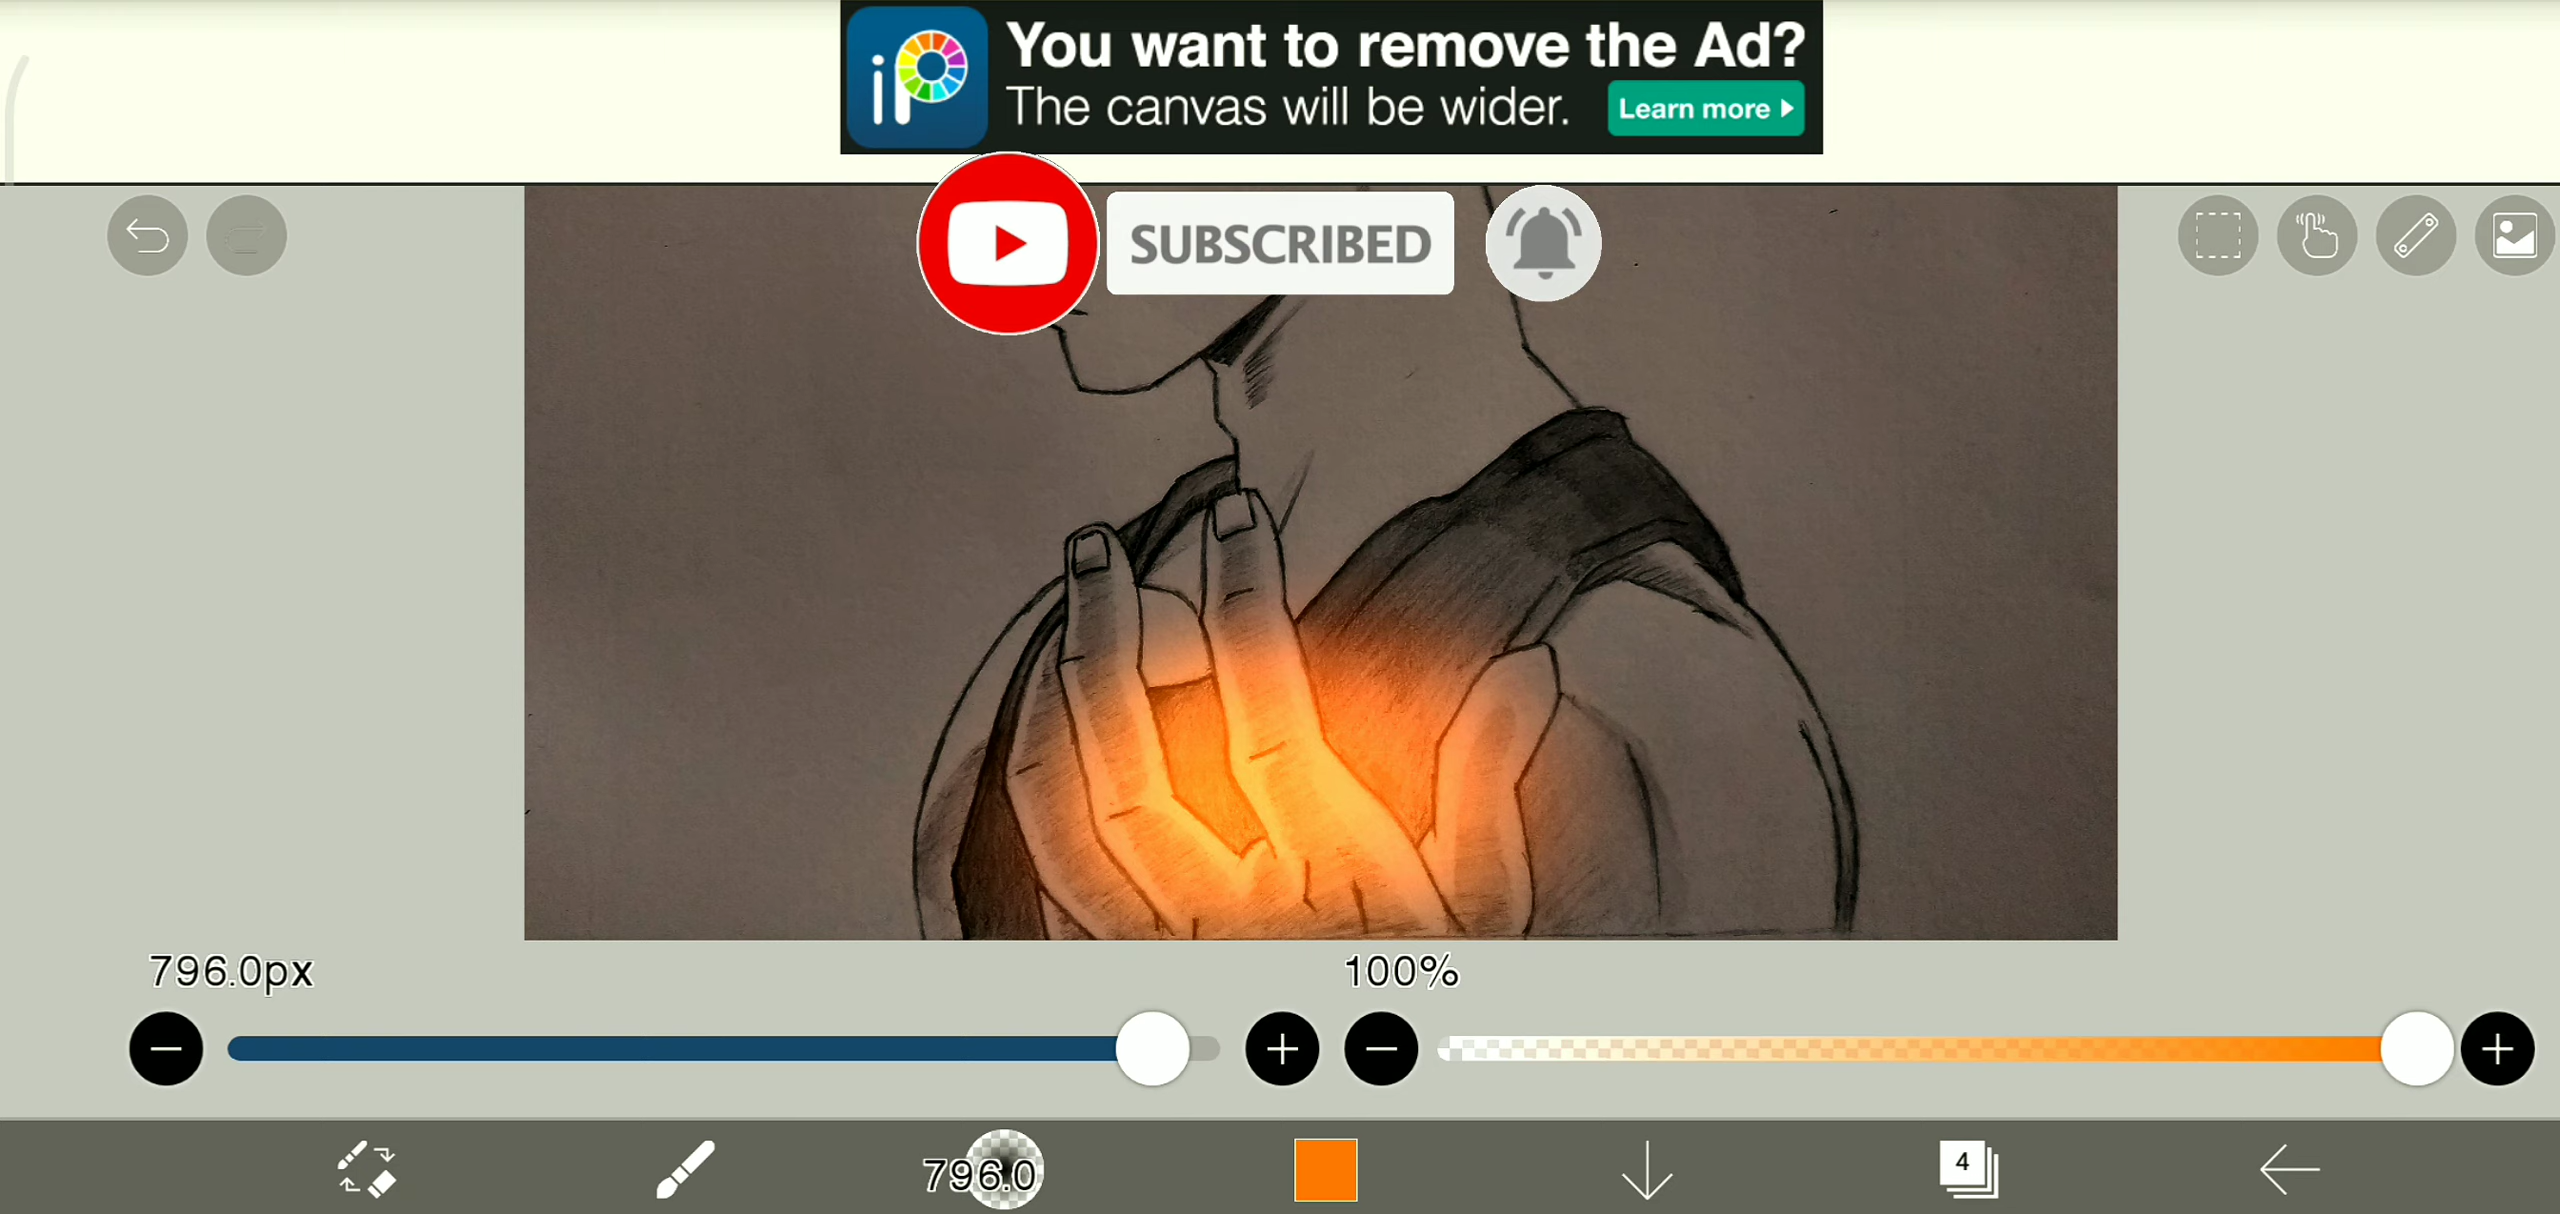 iP
You want to remove the Ad?
The canvas will be wider.
Learn more
SUBSCRIBED
796.0px
100%
796.0
4